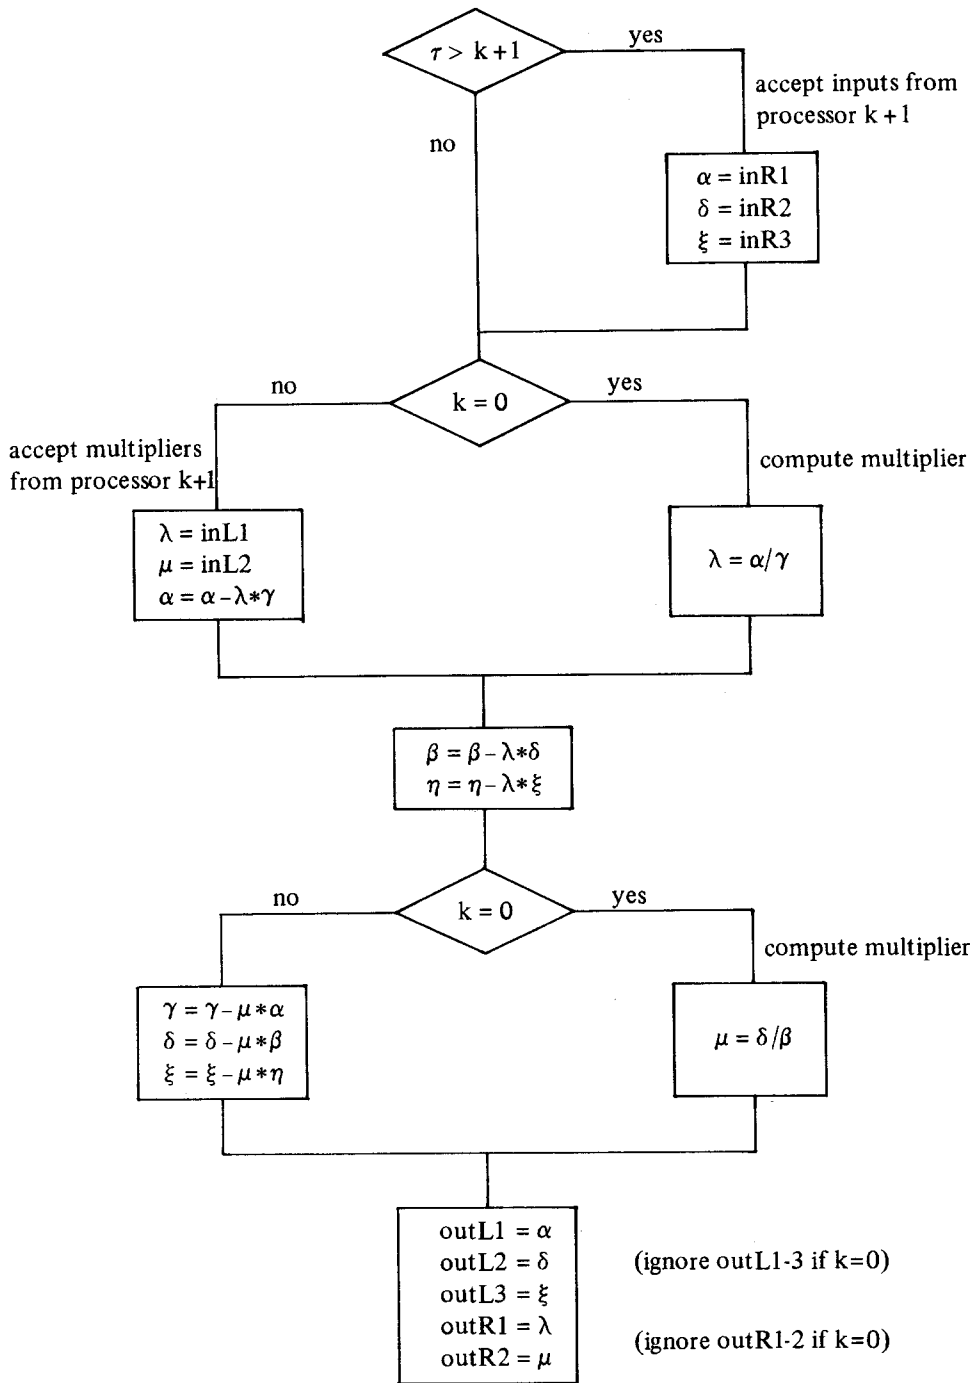 τ > k+1
yes
accept inputs from
processor k + 1
no
α = inR1
δ = inR2
ξ = inR3
no
k = 0
yes
accept multipliers
from processor k+1
compute multiplier
λ = inL1
μ = inL2
α = α – λ*γ
λ = α/γ
β = β – λ*δ
η = η – λ*ξ
no
k = 0
yes
compute multiplier
γ = γ – μ*α
δ = δ – μ*β
ξ = ξ – μ*η
μ = δ/β
outL1 = α
outL2 = δ
outL3 = ξ
outR1 = λ
outR2 = μ
(ignore outL1-3 if k=0)
(ignore outR1-2 if k=0)